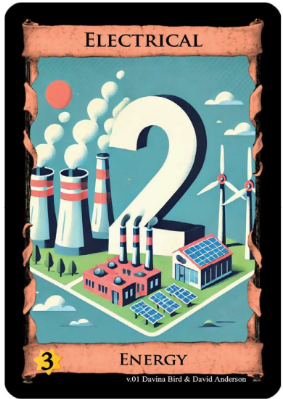 Electrical
2
3
Energy
v.01 Davina Bird & David Anderson